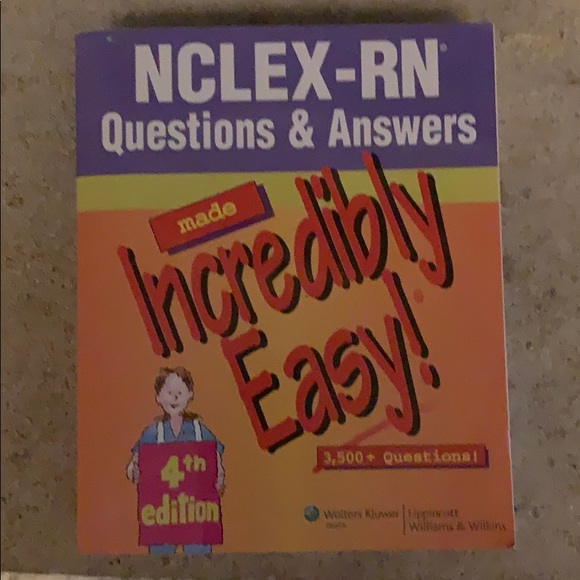 NCLEX-RN®
Questions & Answers
made
Incredibly
Easy!®
3,500+ Questions!
4th
edition
Wolters Kluwer
Health
Lippincott
Williams & Wilkins